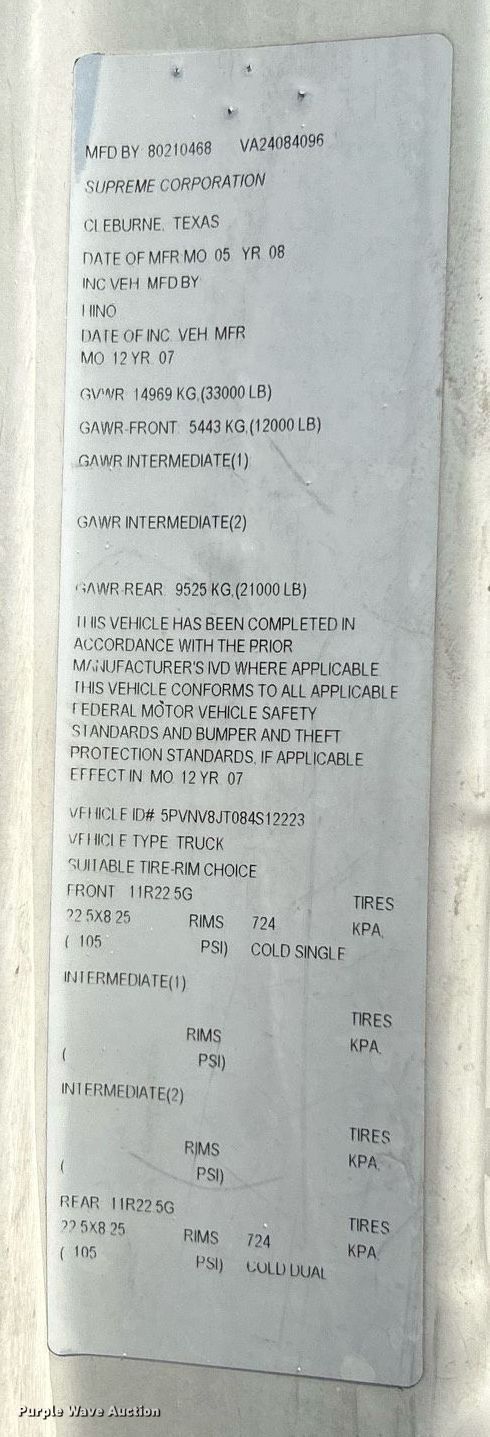 MFD BY 80210468 VA24084096
SUPREME CORPORATION
CLEBURNE, TEXAS
DATE OF MFR MO 05 YR 08
INC VEH MFD BY
HINO
DATE OF INC VEH MFR
MO 12 YR 07
GVWR 14969 KG,(33000 LB)
GAWR-FRONT 5443 KG,(12000 LB)
GAWR INTERMEDIATE(1)
GAWR INTERMEDIATE(2)
GAWR-REAR 9525 KG,(21000 LB)
THIS VEHICLE HAS BEEN COMPLETED IN
ACCORDANCE WITH THE PRIOR
MANUFACTURER'S IVD WHERE APPLICABLE
THIS VEHICLE CONFORMS TO ALL APPLICABLE
FEDERAL MOTOR VEHICLE SAFETY
STANDARDS AND BUMPER AND THEFT
PROTECTION STANDARDS, IF APPLICABLE
EFFECT IN MO 12 YR 07
VEHICLE ID# 5PVNV8JT084S12223
VEHICLE TYPE TRUCK
SUITABLE TIRE-RIM CHOICE
FRONT 11R22.5G TIRES
22.5X8.25 RIMS 724 KPA,
( 105 PSI) COLD SINGLE
INTERMEDIATE(1)
TIRES
RIMS KPA,
( PSI)
INTERMEDIATE(2)
TIRES
RIMS KPA,
( PSI)
REAR 11R22.5G TIRES
22.5X8.25 RIMS 724 KPA,
( 105 PSI) COLD DUAL
Purple Wave Auction